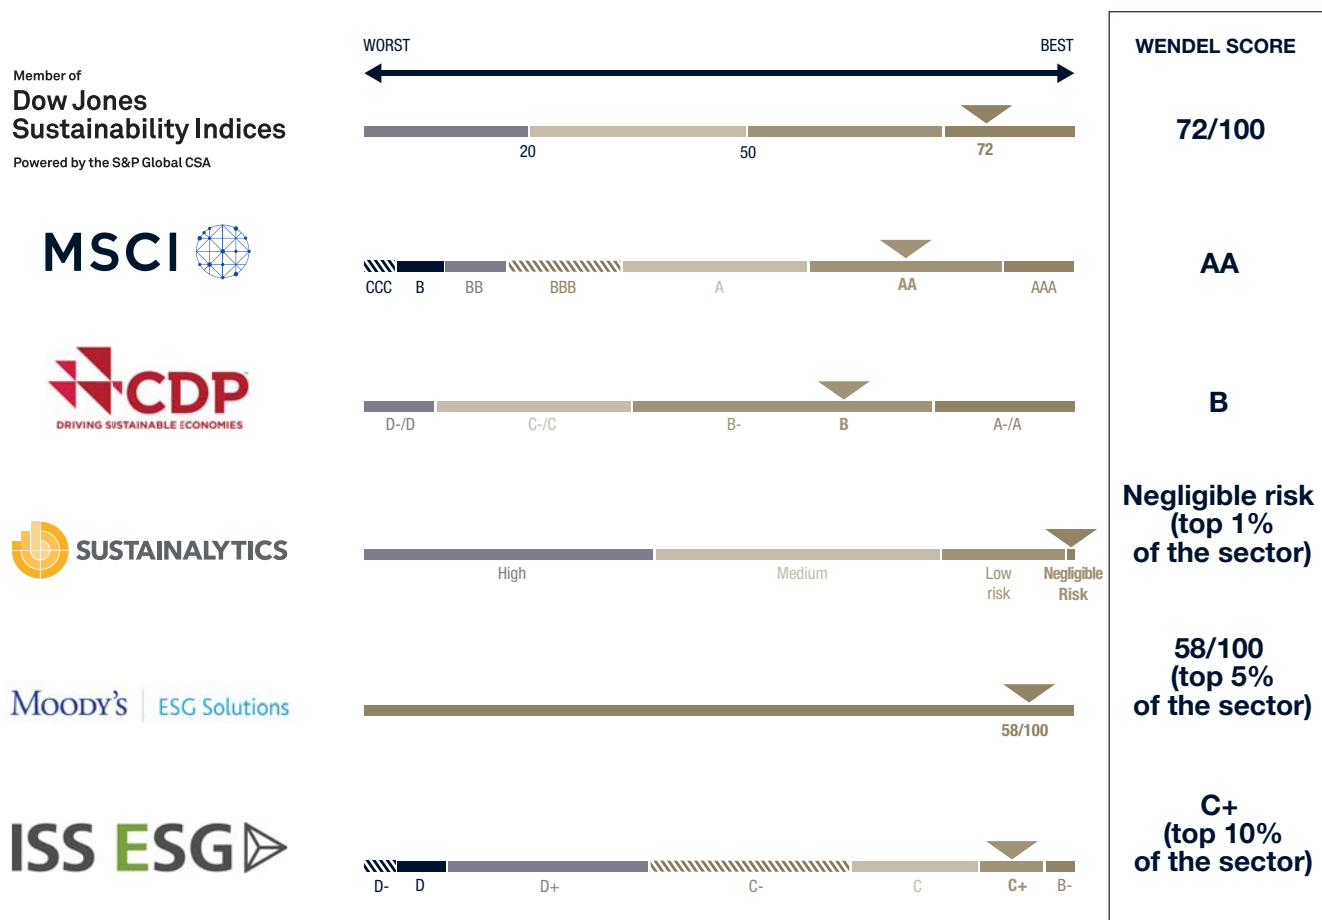 WORST
BEST
WENDEL SCORE
Member of
Dow Jones
Sustainability Indices
Powered by the S&P Global CSA
20
50
72
72/100
MSCI
CCC
B
BB
BBB
A
AA
AAA
AA
CDP
DRIVING SUSTAINABLE ECONOMIES
D-/D
C-/C
B-
B
A-/A
B
SUSTAINALYTICS
High
Medium
Low
risk
Negligible
Risk
Negligible risk
(top 1%
of the sector)
MOODY'S
ESG Solutions
58/100
58/100
(top 5%
of the sector)
ISS ESG
D-
D
D+
C-
C
C+
B-
C+
(top 10%
of the sector)